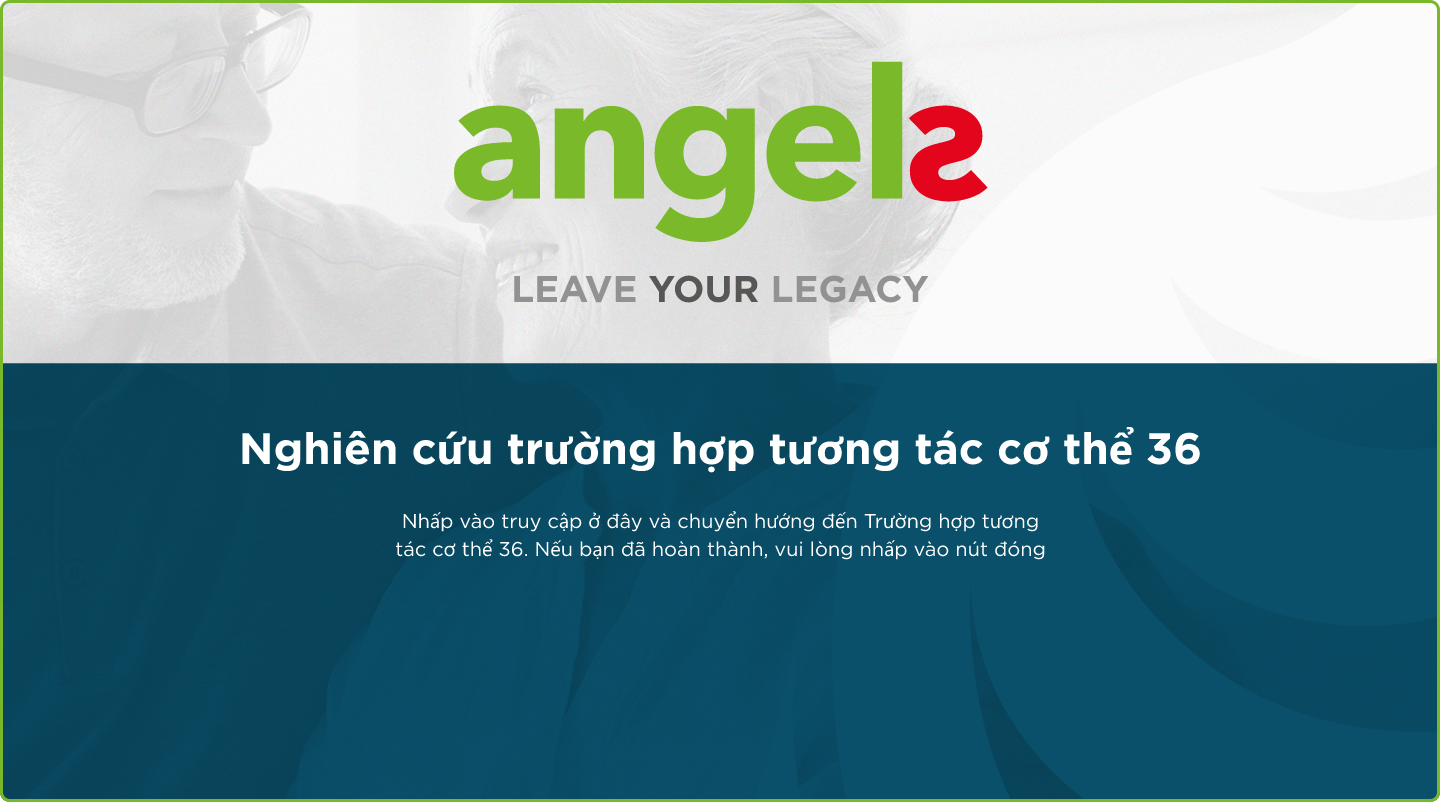 angels
LEAVE YOUR LEGACY
Nghiên cứu trường hợp tương tác cơ thể 36
Nhấp vào truy cập ở đây và chuyển hướng đến Trường hợp tương
tác cơ thể 36. Nếu bạn đã hoàn thành, vui lòng nhấp vào nút đóng